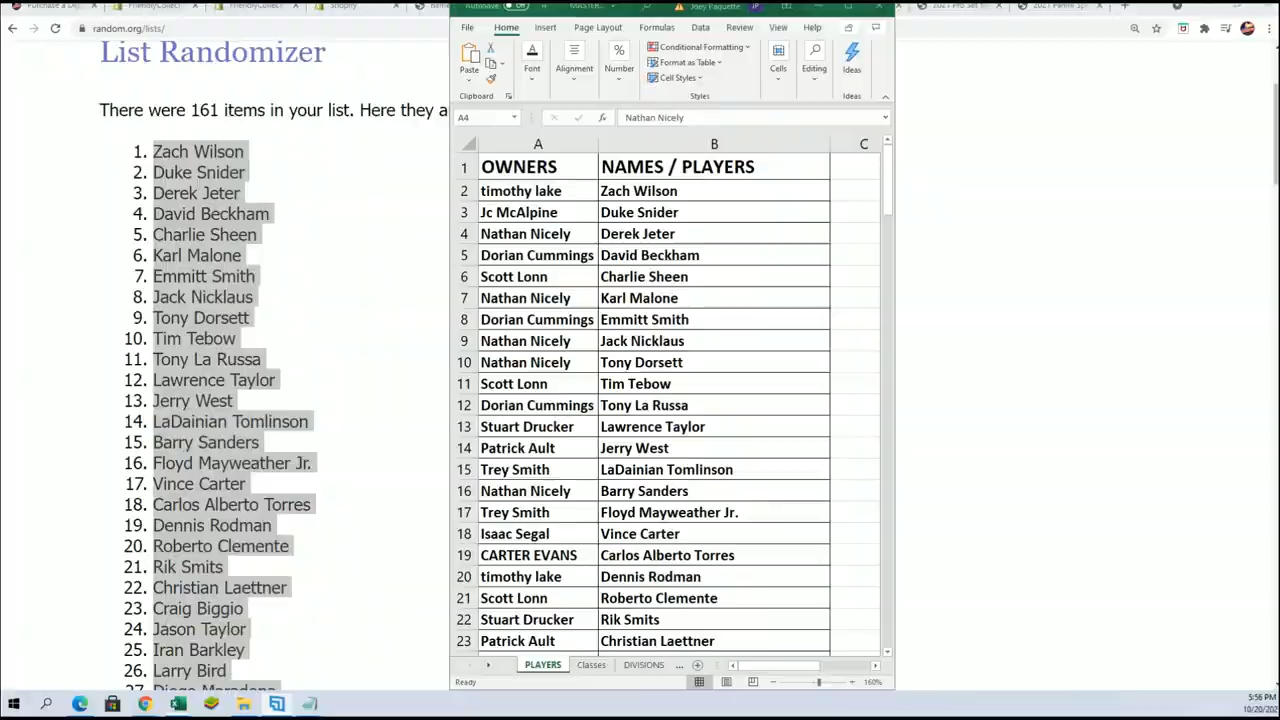 random.org/lists/
List Randomizer
There were 161 items in your list. Here they a
1. Zach Wilson
2. Duke Snider
3. Derek Jeter
4. David Beckham
5. Charlie Sheen
6. Karl Malone
7. Emmitt Smith
8. Jack Nicklaus
9. Tony Dorsett
10. Tim Tebow
11. Tony La Russa
12. Lawrence Taylor
13. Jerry West
14. LaDainian Tomlinson
15. Barry Sanders
16. Floyd Mayweather Jr.
17. Vince Carter
18. Carlos Alberto Torres
19. Dennis Rodman
20. Roberto Clemente
21. Rik Smits
22. Christian Laettner
23. Craig Biggio
24. Jason Taylor
25. Iran Barkley
26. Larry Bird
27. Diego Maradona
File Home Insert Page Layout Formulas Data Review View Help
Paste Font Alignment Number Conditional Formatting Format as Table Cell Styles Cells Editing Ideas
Clipboard Styles Ideas
A4 fx Nathan Nicely
A B C
1 OWNERS NAMES / PLAYERS
2 timothy lake Zach Wilson
3 Jc McAlpine Duke Snider
4 Nathan Nicely Derek Jeter
5 Dorian Cummings David Beckham
6 Scott Lonn Charlie Sheen
7 Nathan Nicely Karl Malone
8 Dorian Cummings Emmitt Smith
9 Nathan Nicely Jack Nicklaus
10 Nathan Nicely Tony Dorsett
11 Scott Lonn Tim Tebow
12 Dorian Cummings Tony La Russa
13 Stuart Drucker Lawrence Taylor
14 Patrick Ault Jerry West
15 Trey Smith LaDainian Tomlinson
16 Nathan Nicely Barry Sanders
17 Trey Smith Floyd Mayweather Jr.
18 Isaac Segal Vince Carter
19 CARTER EVANS Carlos Alberto Torres
20 timothy lake Dennis Rodman
21 Scott Lonn Roberto Clemente
22 Stuart Drucker Rik Smits
23 Patrick Ault Christian Laettner
PLAYERS Classes DIVISIONS ...
Ready 160%
5:56 PM
10/20/202